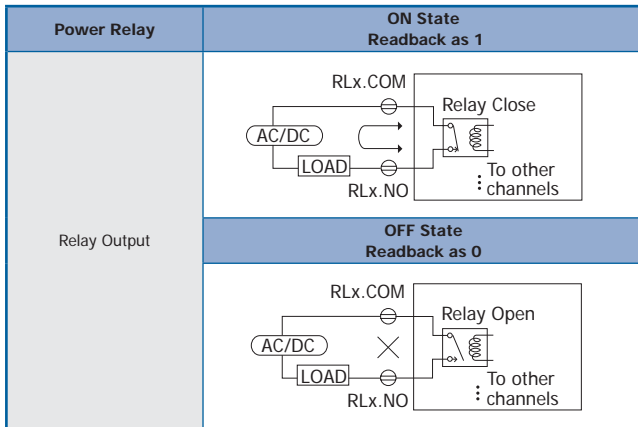 Power Relay
ON State
Readback as 1
Relay Output
RLx.COM
Relay Close
AC/DC
LOAD
RLx.NO
To other
channels
OFF State
Readback as 0
RLx.COM
Relay Open
AC/DC
LOAD
RLx.NO
To other
channels